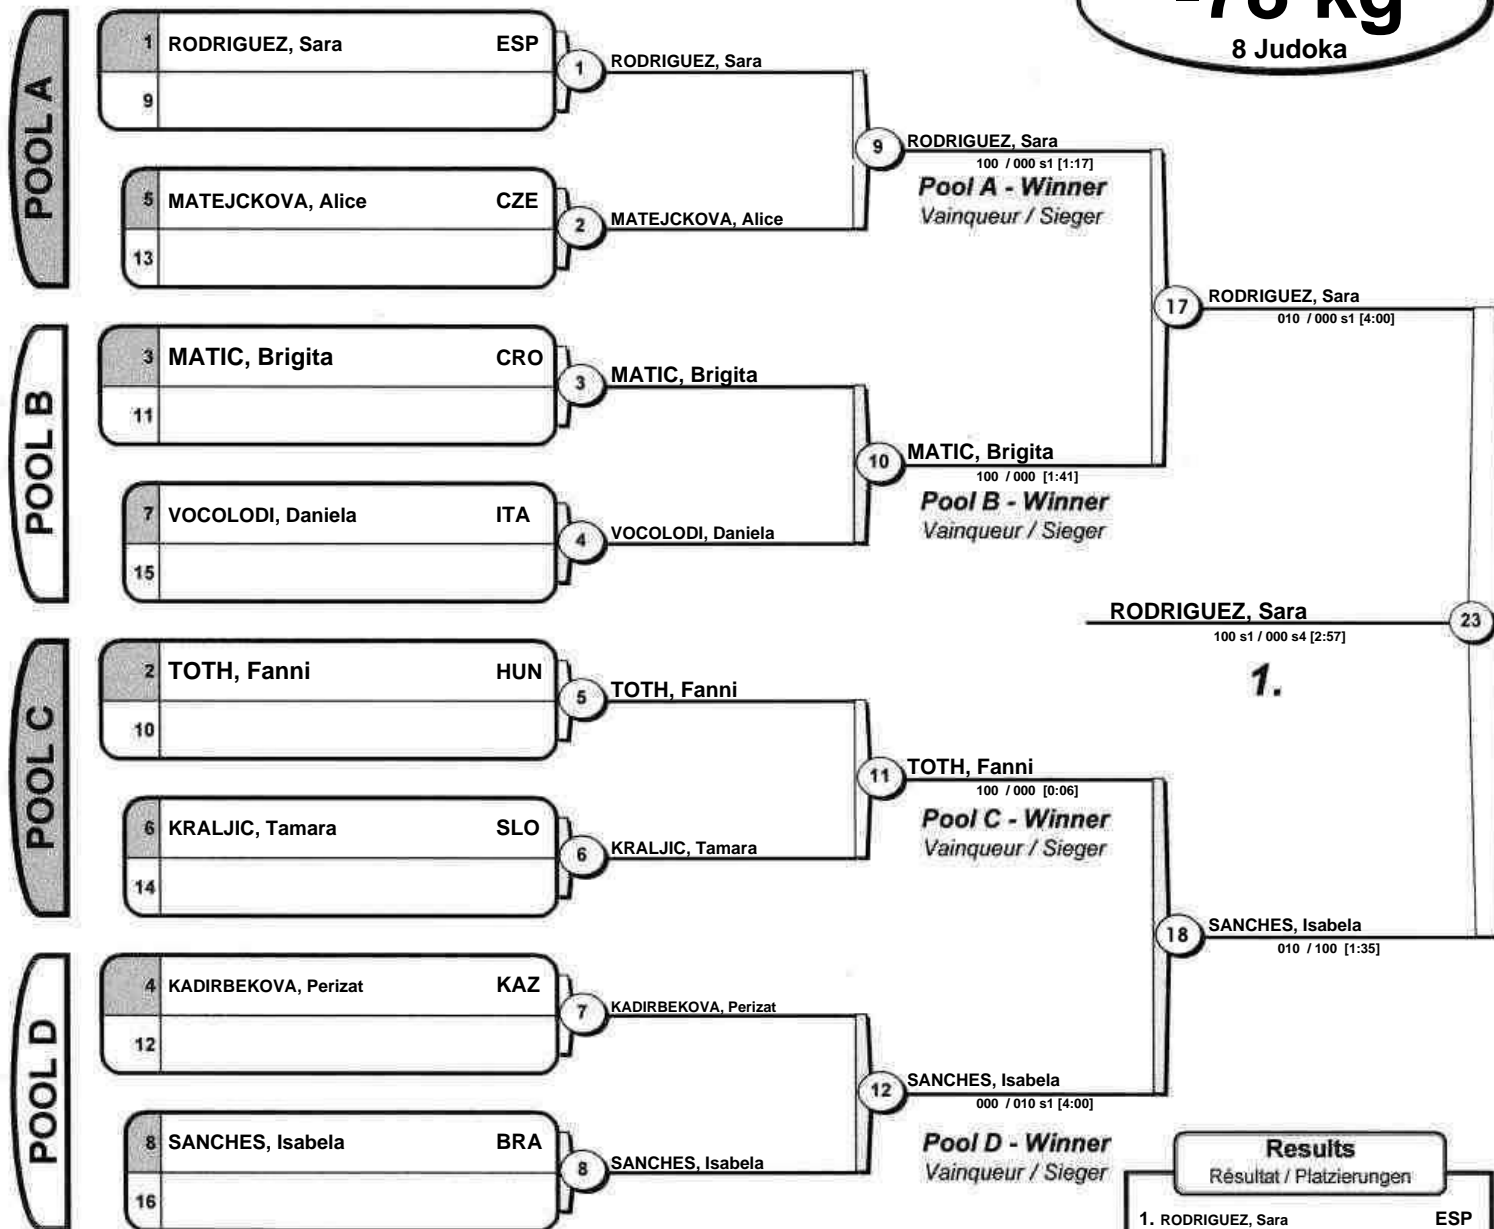 -78 kg
8 Judoka
POOL A
1 RODRIGUEZ, Sara ESP
9
5 MATEJCKOVA, Alice CZE
13
1 RODRIGUEZ, Sara
2 MATEJCKOVA, Alice
9 RODRIGUEZ, Sara
100 / 000 s1 [1:17]
Pool A - Winner
Vainqueur / Sieger
POOL B
3 MATIC, Brigita CRO
11
7 VOCOLODI, Daniela ITA
15
3 MATIC, Brigita
4 VOCOLODI, Daniela
10 MATIC, Brigita
100 / 000 [1:41]
Pool B - Winner
Vainqueur / Sieger
17 RODRIGUEZ, Sara
010 / 000 s1 [4:00]
RODRIGUEZ, Sara 23
100 s1 / 000 s4 [2:57]
1.
POOL C
2 TOTH, Fanni HUN
10
6 KRALJIC, Tamara SLO
14
5 TOTH, Fanni
6 KRALJIC, Tamara
11 TOTH, Fanni
100 / 000 [0:06]
Pool C - Winner
Vainqueur / Sieger
POOL D
4 KADIRBEKOVA, Perizat KAZ
12
8 SANCHES, Isabela BRA
16
7 KADIRBEKOVA, Perizat
8 SANCHES, Isabela
12 SANCHES, Isabela
000 / 010 s1 [4:00]
Pool D - Winner
Vainqueur / Sieger
18 SANCHES, Isabela
010 / 100 [1:35]
Results
Résultat / Platzierungen
1. RODRIGUEZ, Sara ESP